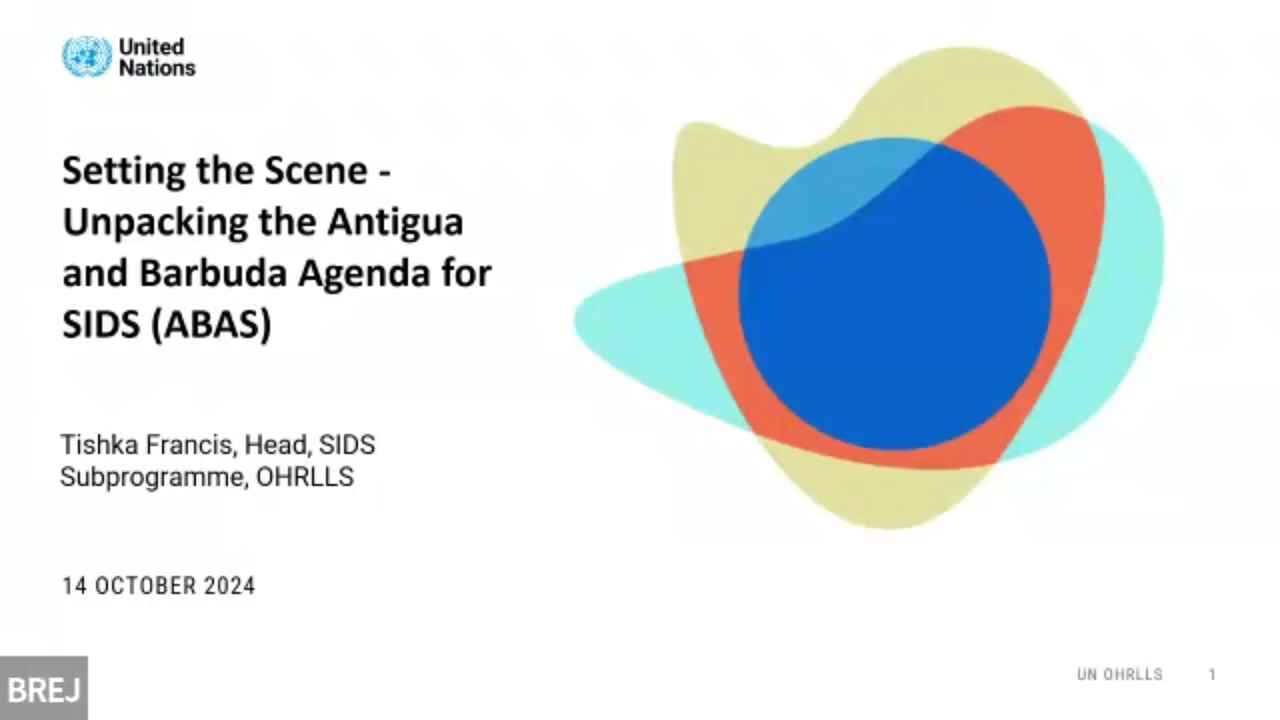 United
Nations
Setting the Scene -
Unpacking the Antigua
and Barbuda Agenda for
SIDS (ABAS)
Tishka Francis, Head, SIDS
Subprogramme, OHRLLS
14 OCTOBER 2024
BREJ
UN OHRLLS 1